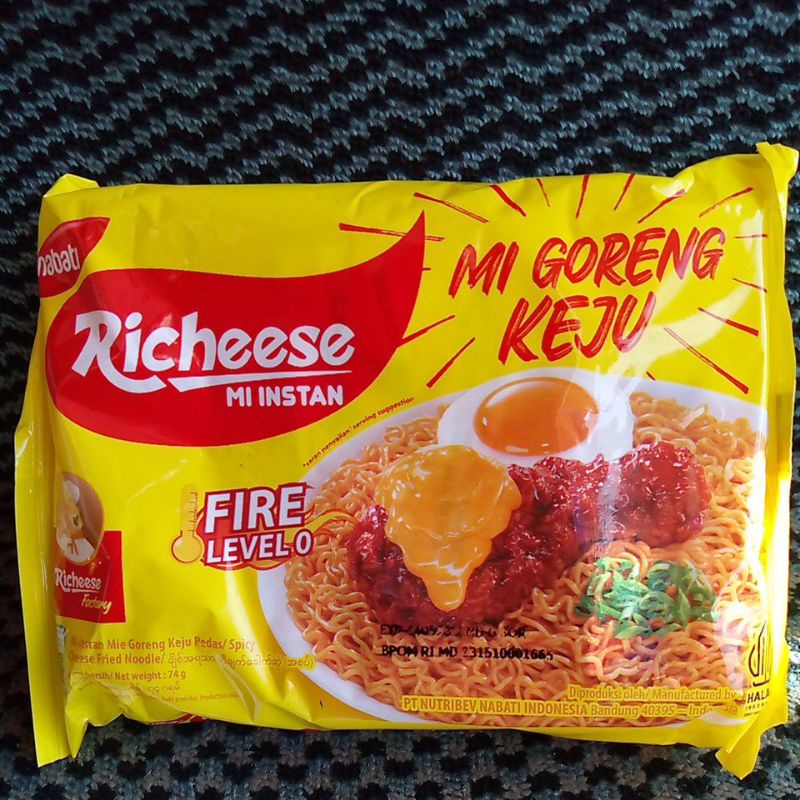 nabati
Richeese
MI INSTAN
MI GORENG
KEJU
*saran penyajian/ serving suggestion
FIRE
LEVEL 0
Richeese
Factory
Mi Instan Mie Goreng Keju Pedas/ Spicy
Cheese Fried Noodle/
bersih/ Net weight : 74 g
BPOM RI MD 231510001665
Diproduksi oleh/ Manufactured by
PT NUTRIBEV NABATI INDONESIA Bandung 40395 –
HALAL